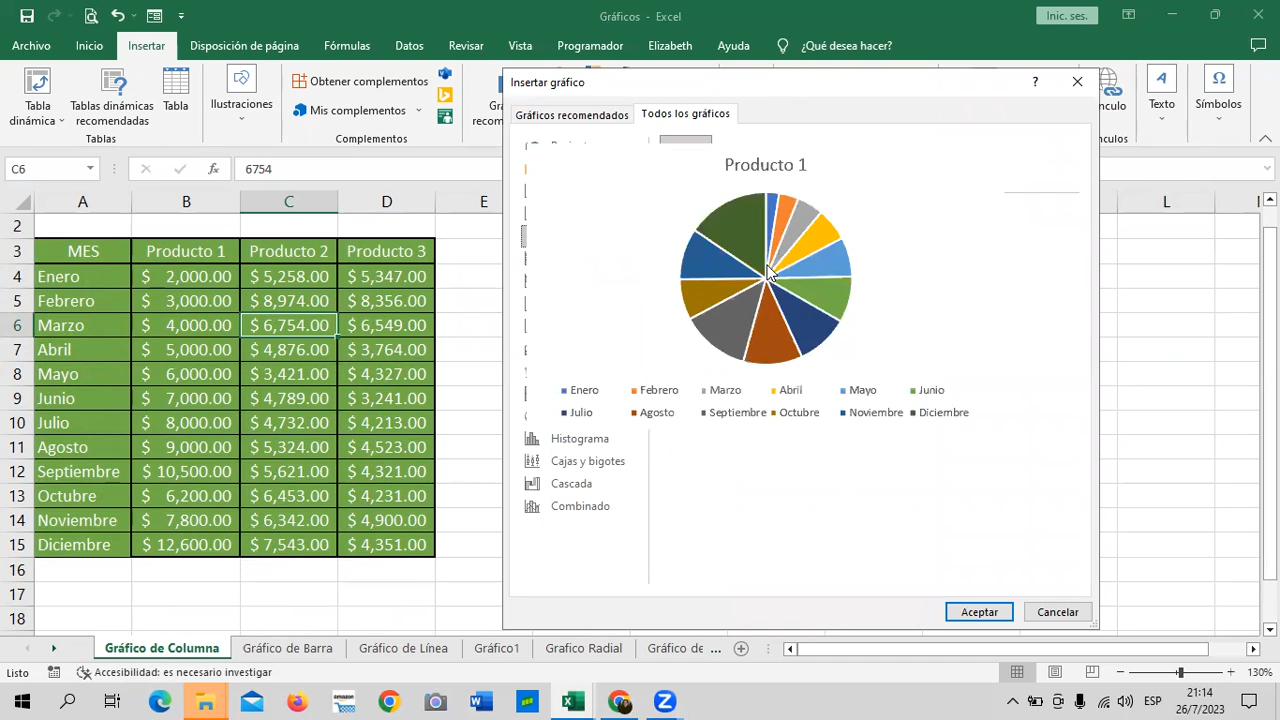 Gráficos - Excel
Inic. ses.
Archivo Inicio Insertar Disposición de página Fórmulas Datos Revisar Vista Programador Elizabeth Ayuda ¿Qué desea hacer?
Tabla dinámica
Tablas dinámicas recomendadas
Tabla
Tablas
Ilustraciones
Obtener complementos
Mis complementos
Complementos
Texto
Símbolos
Insertar gráfico
Gráficos recomendados
Todos los gráficos
C6
6754
A B C D E L
2
3 MES Producto 1 Producto 2 Producto 3
4 Enero $ 2,000.00 $ 5,258.00 $ 5,347.00
5 Febrero $ 3,000.00 $ 8,974.00 $ 8,356.00
6 Marzo $ 4,000.00 $ 6,754.00 $ 6,549.00
7 Abril $ 5,000.00 $ 4,876.00 $ 3,764.00
8 Mayo $ 6,000.00 $ 3,421.00 $ 4,327.00
9 Junio $ 7,000.00 $ 4,789.00 $ 3,241.00
10 Julio $ 8,000.00 $ 4,732.00 $ 4,213.00
11 Agosto $ 9,000.00 $ 5,324.00 $ 4,523.00
12 Septiembre $ 10,500.00 $ 5,621.00 $ 4,321.00
13 Octubre $ 6,200.00 $ 6,453.00 $ 4,231.00
14 Noviembre $ 7,800.00 $ 6,342.00 $ 4,900.00
15 Diciembre $ 12,600.00 $ 7,543.00 $ 4,351.00
16
17
18
Producto 1
Enero Febrero Marzo Abril Mayo Junio
Julio Agosto Septiembre Octubre Noviembre Diciembre
Histograma
Cajas y bigotes
Cascada
Combinado
Aceptar
Cancelar
Gráfico de Columna Gráfico de Barra Gráfico de Línea Gráfico1 Grafico Radial Gráfico de ...
Listo
Accesibilidad: es necesario investigar
130%
ESP
21:14
26/7/2023